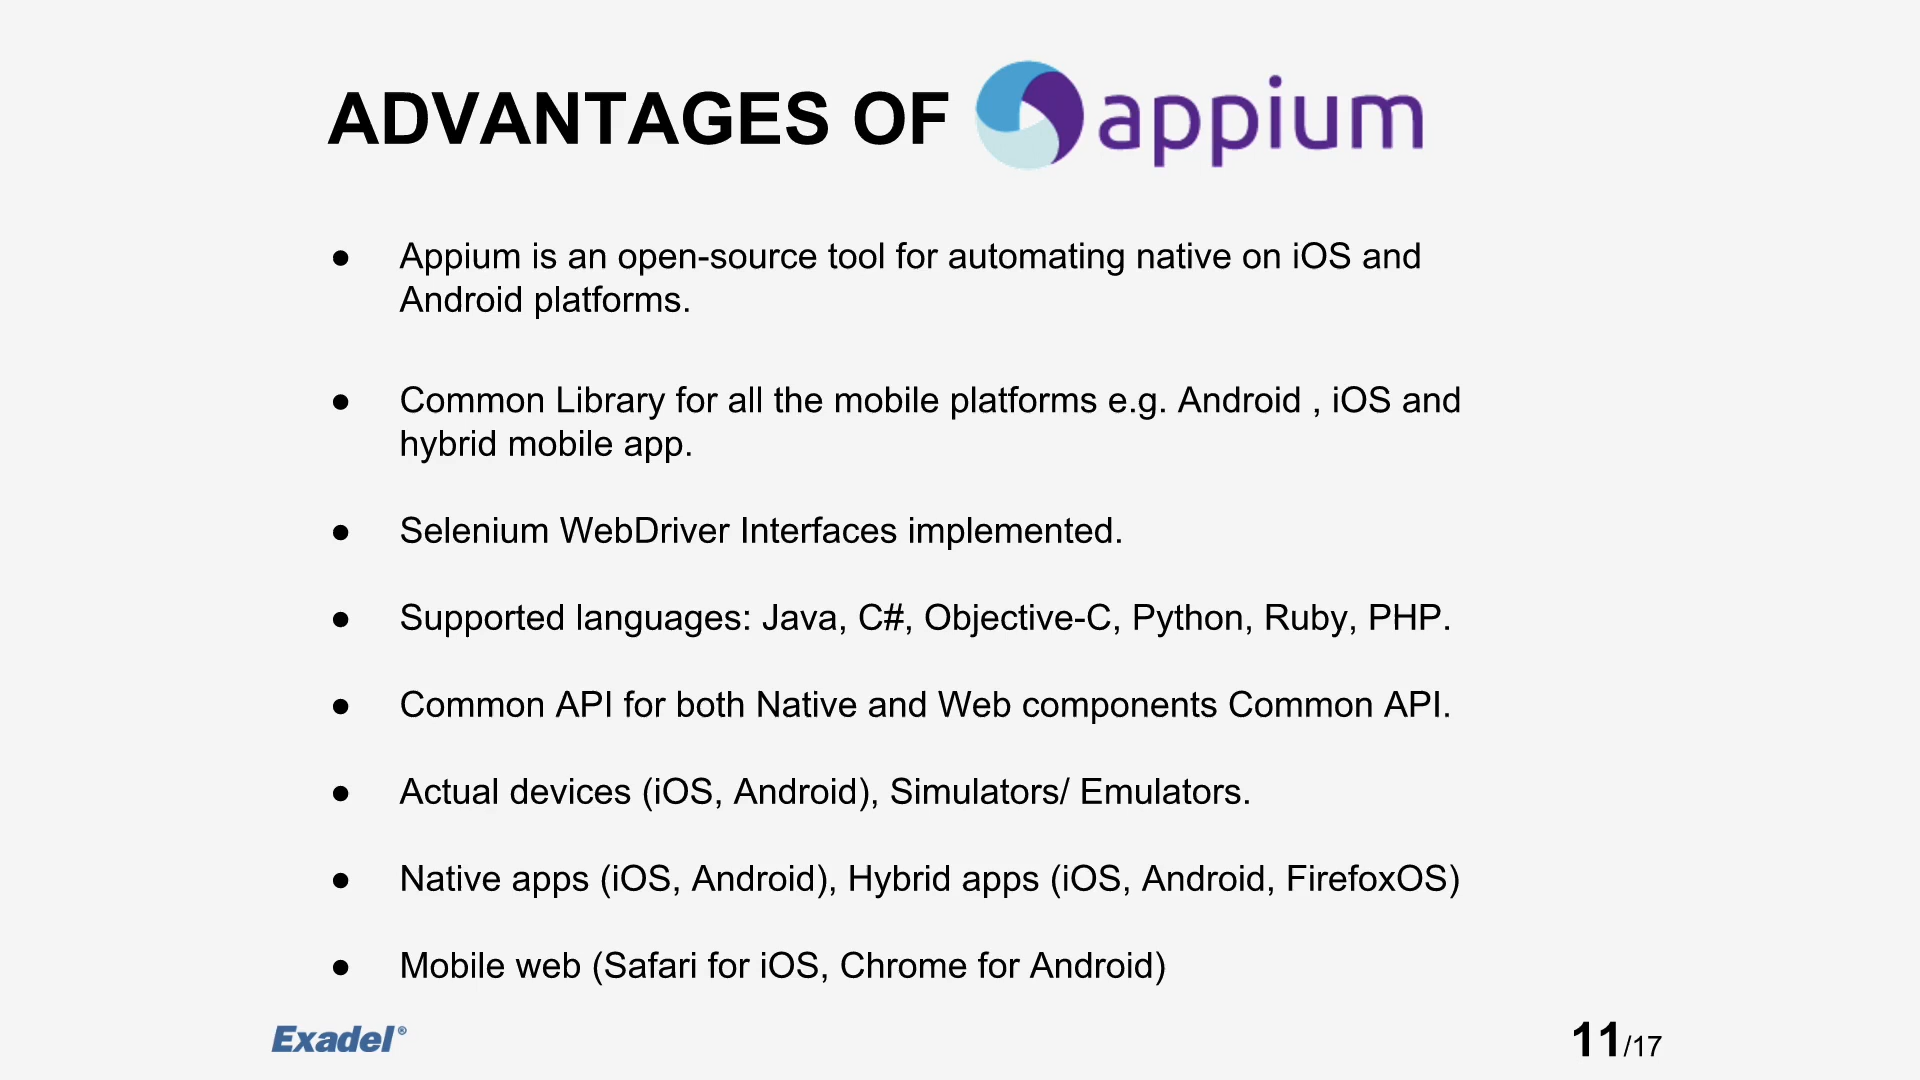 ADVANTAGES OF appium
● Appium is an open-source tool for automating native on iOS and
Android platforms.
● Common Library for all the mobile platforms e.g. Android , iOS and
hybrid mobile app.
● Selenium WebDriver Interfaces implemented.
● Supported languages: Java, C#, Objective-C, Python, Ruby, PHP.
● Common API for both Native and Web components Common API.
● Actual devices (iOS, Android), Simulators/ Emulators.
● Native apps (iOS, Android), Hybrid apps (iOS, Android, FirefoxOS)
● Mobile web (Safari for iOS, Chrome for Android)
Exadel®
11/17